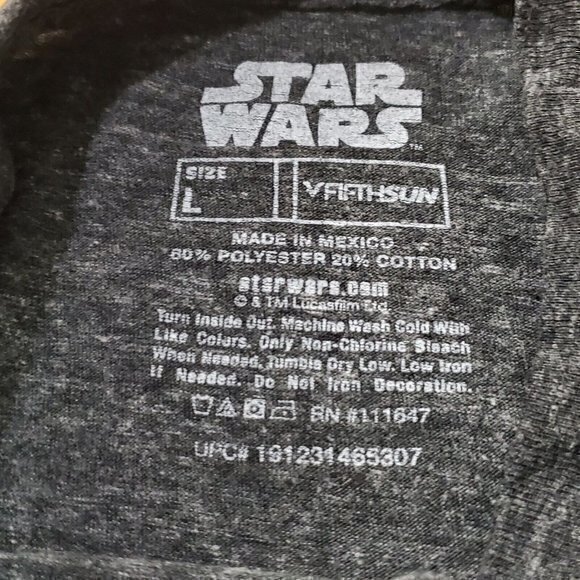 STAR
WARS™
SIZE
L
FIFTHSUN
MADE IN MEXICO
80% POLYESTER 20% COTTON
starwars.com
© & TM Lucasfilm Ltd.
Turn Inside Out. Machine Wash Cold With
Like Colors. Only Non-Chlorine Bleach
When Needed. Tumble Dry Low. Low Iron
If Needed. Do Not Iron Decoration.
RN #111647
UPC# 191231465307